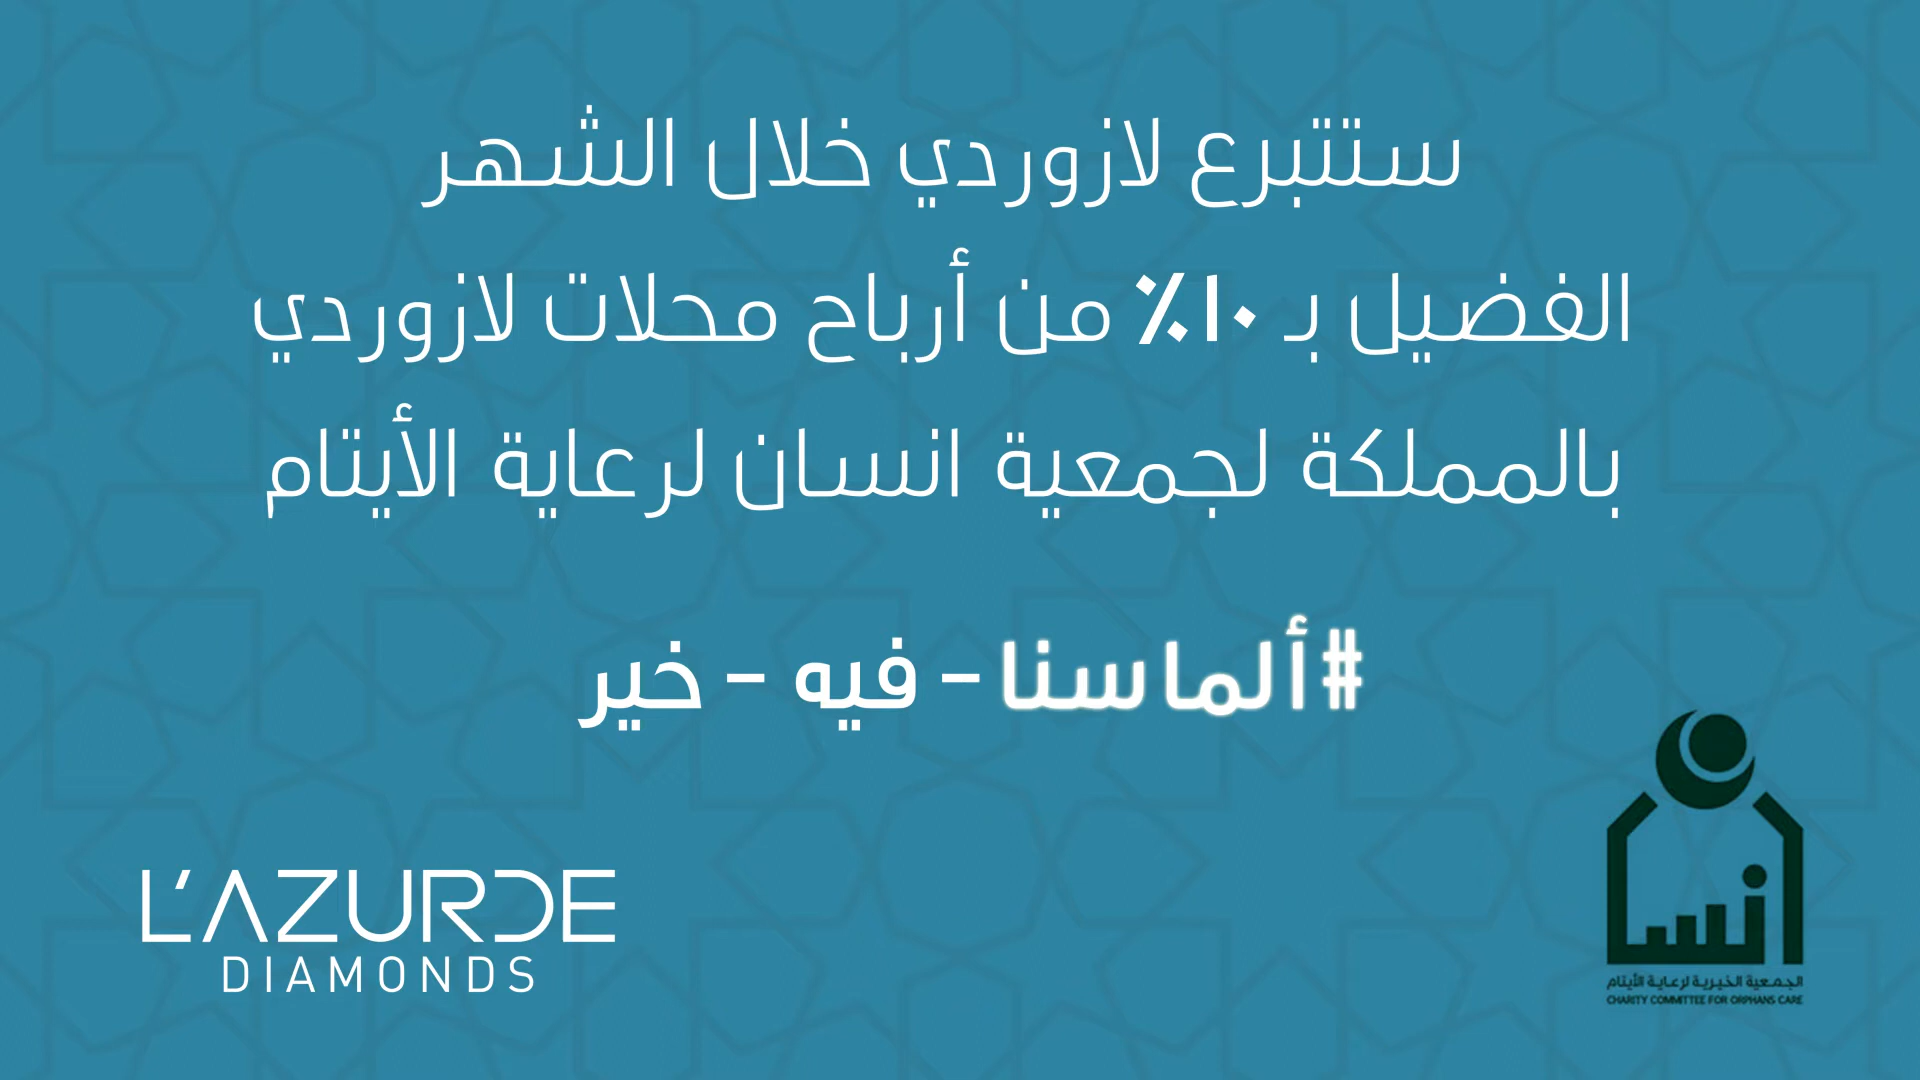 ستتبرع لازوردي خلال الشهر
الفضيل بـ ١٠٪ من أرباح محلات لازوردي
بالمملكة لجمعية انسان لرعاية الأيتام
#ألماسنا - فيه - خير
L'AZURDE
DIAMONDS
انسان
الجمعية الخيرية لرعاية الأيتام
CHARITY COMMITTEE FOR ORPHANS CARE